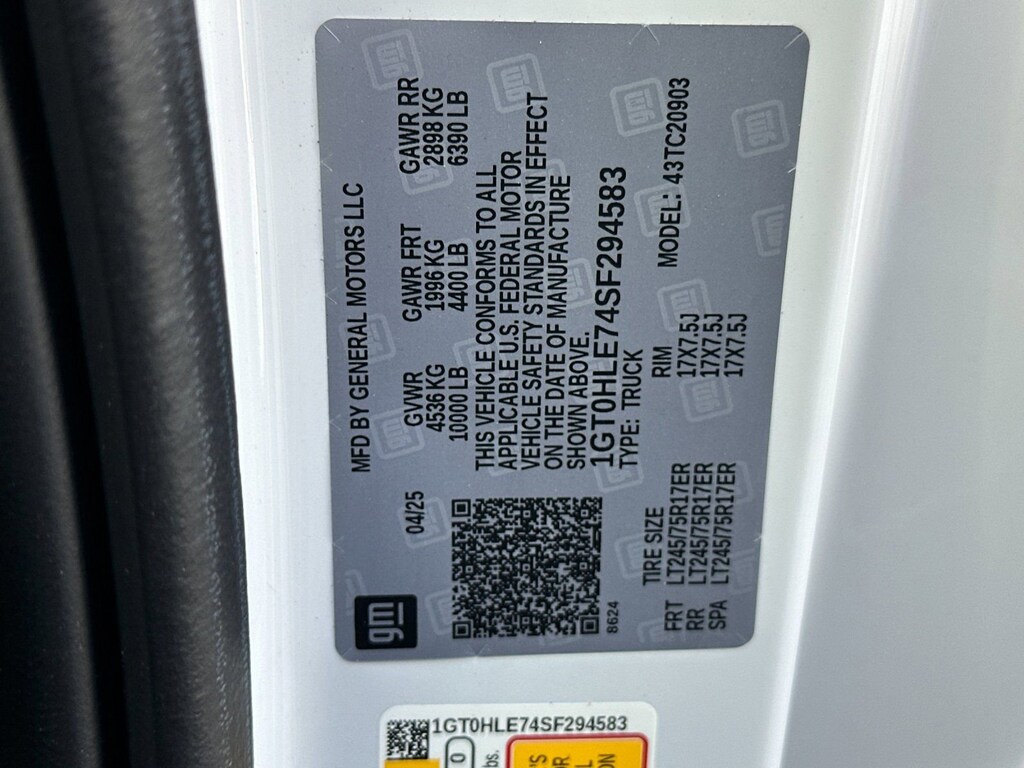 gm
04/25
MFD BY GENERAL MOTORS LLC
GVWR GAWR FRT GAWR RR
4536 KG 1996 KG 2898 KG
10000 LB 4400 LB 6390 LB
THIS VEHICLE CONFORMS TO ALL
APPLICABLE U.S. FEDERAL MOTOR
VEHICLE SAFETY STANDARDS IN EFFECT
ON THE DATE OF MANUFACTURE
SHOWN ABOVE.
1GT0HLE74SF294583
TYPE: TRUCK
8624
TIRE SIZE RIM MODEL: 43TC20903
FRT LT245/75R17ER 17X7.5J
RR LT245/75R17ER 17X7.5J
SPA LT245/75R17ER 17X7.5J
1GT0HLE74SF294583